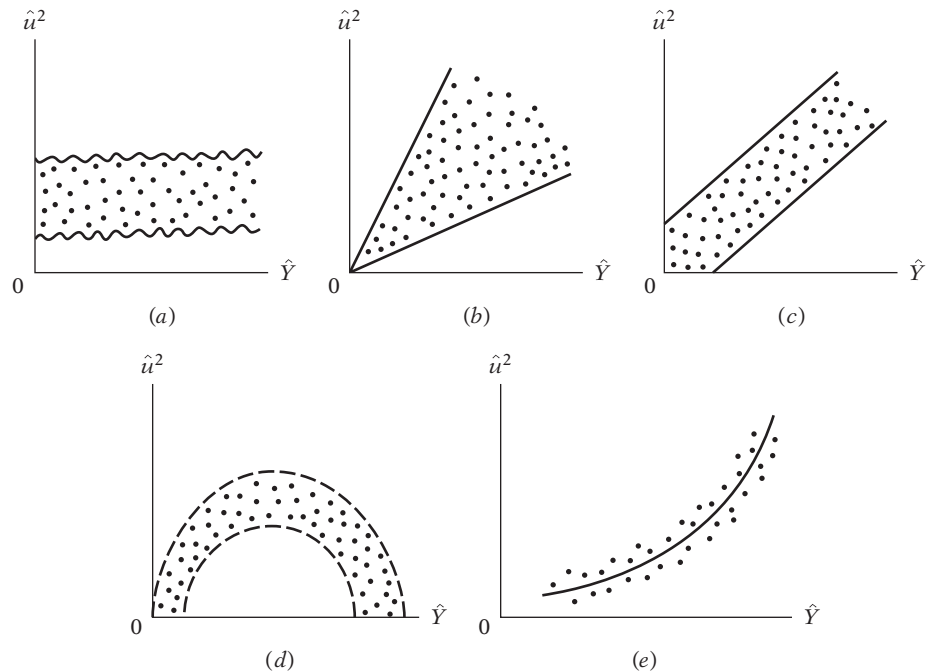 û² û² û²
0 Ŷ 0 Ŷ 0 Ŷ
(a) (b) (c)
û² û²
0 Ŷ 0 Ŷ
(d) (e)